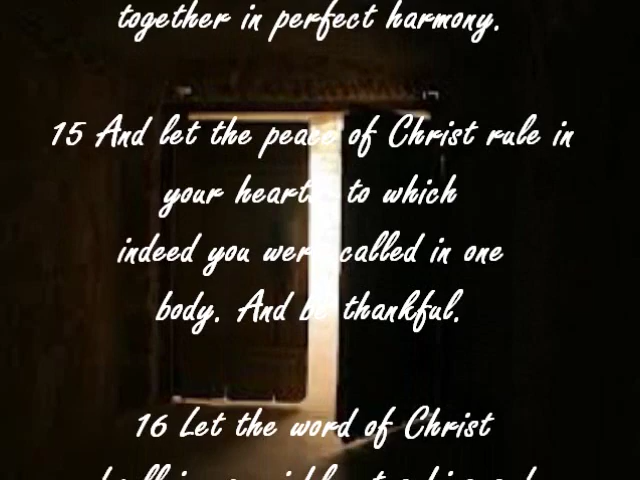 together in perfect harmony.
15 And let the peace of Christ rule in
your hearts, to which
indeed you were called in one
body. And be thankful.
16 Let the word of Christ